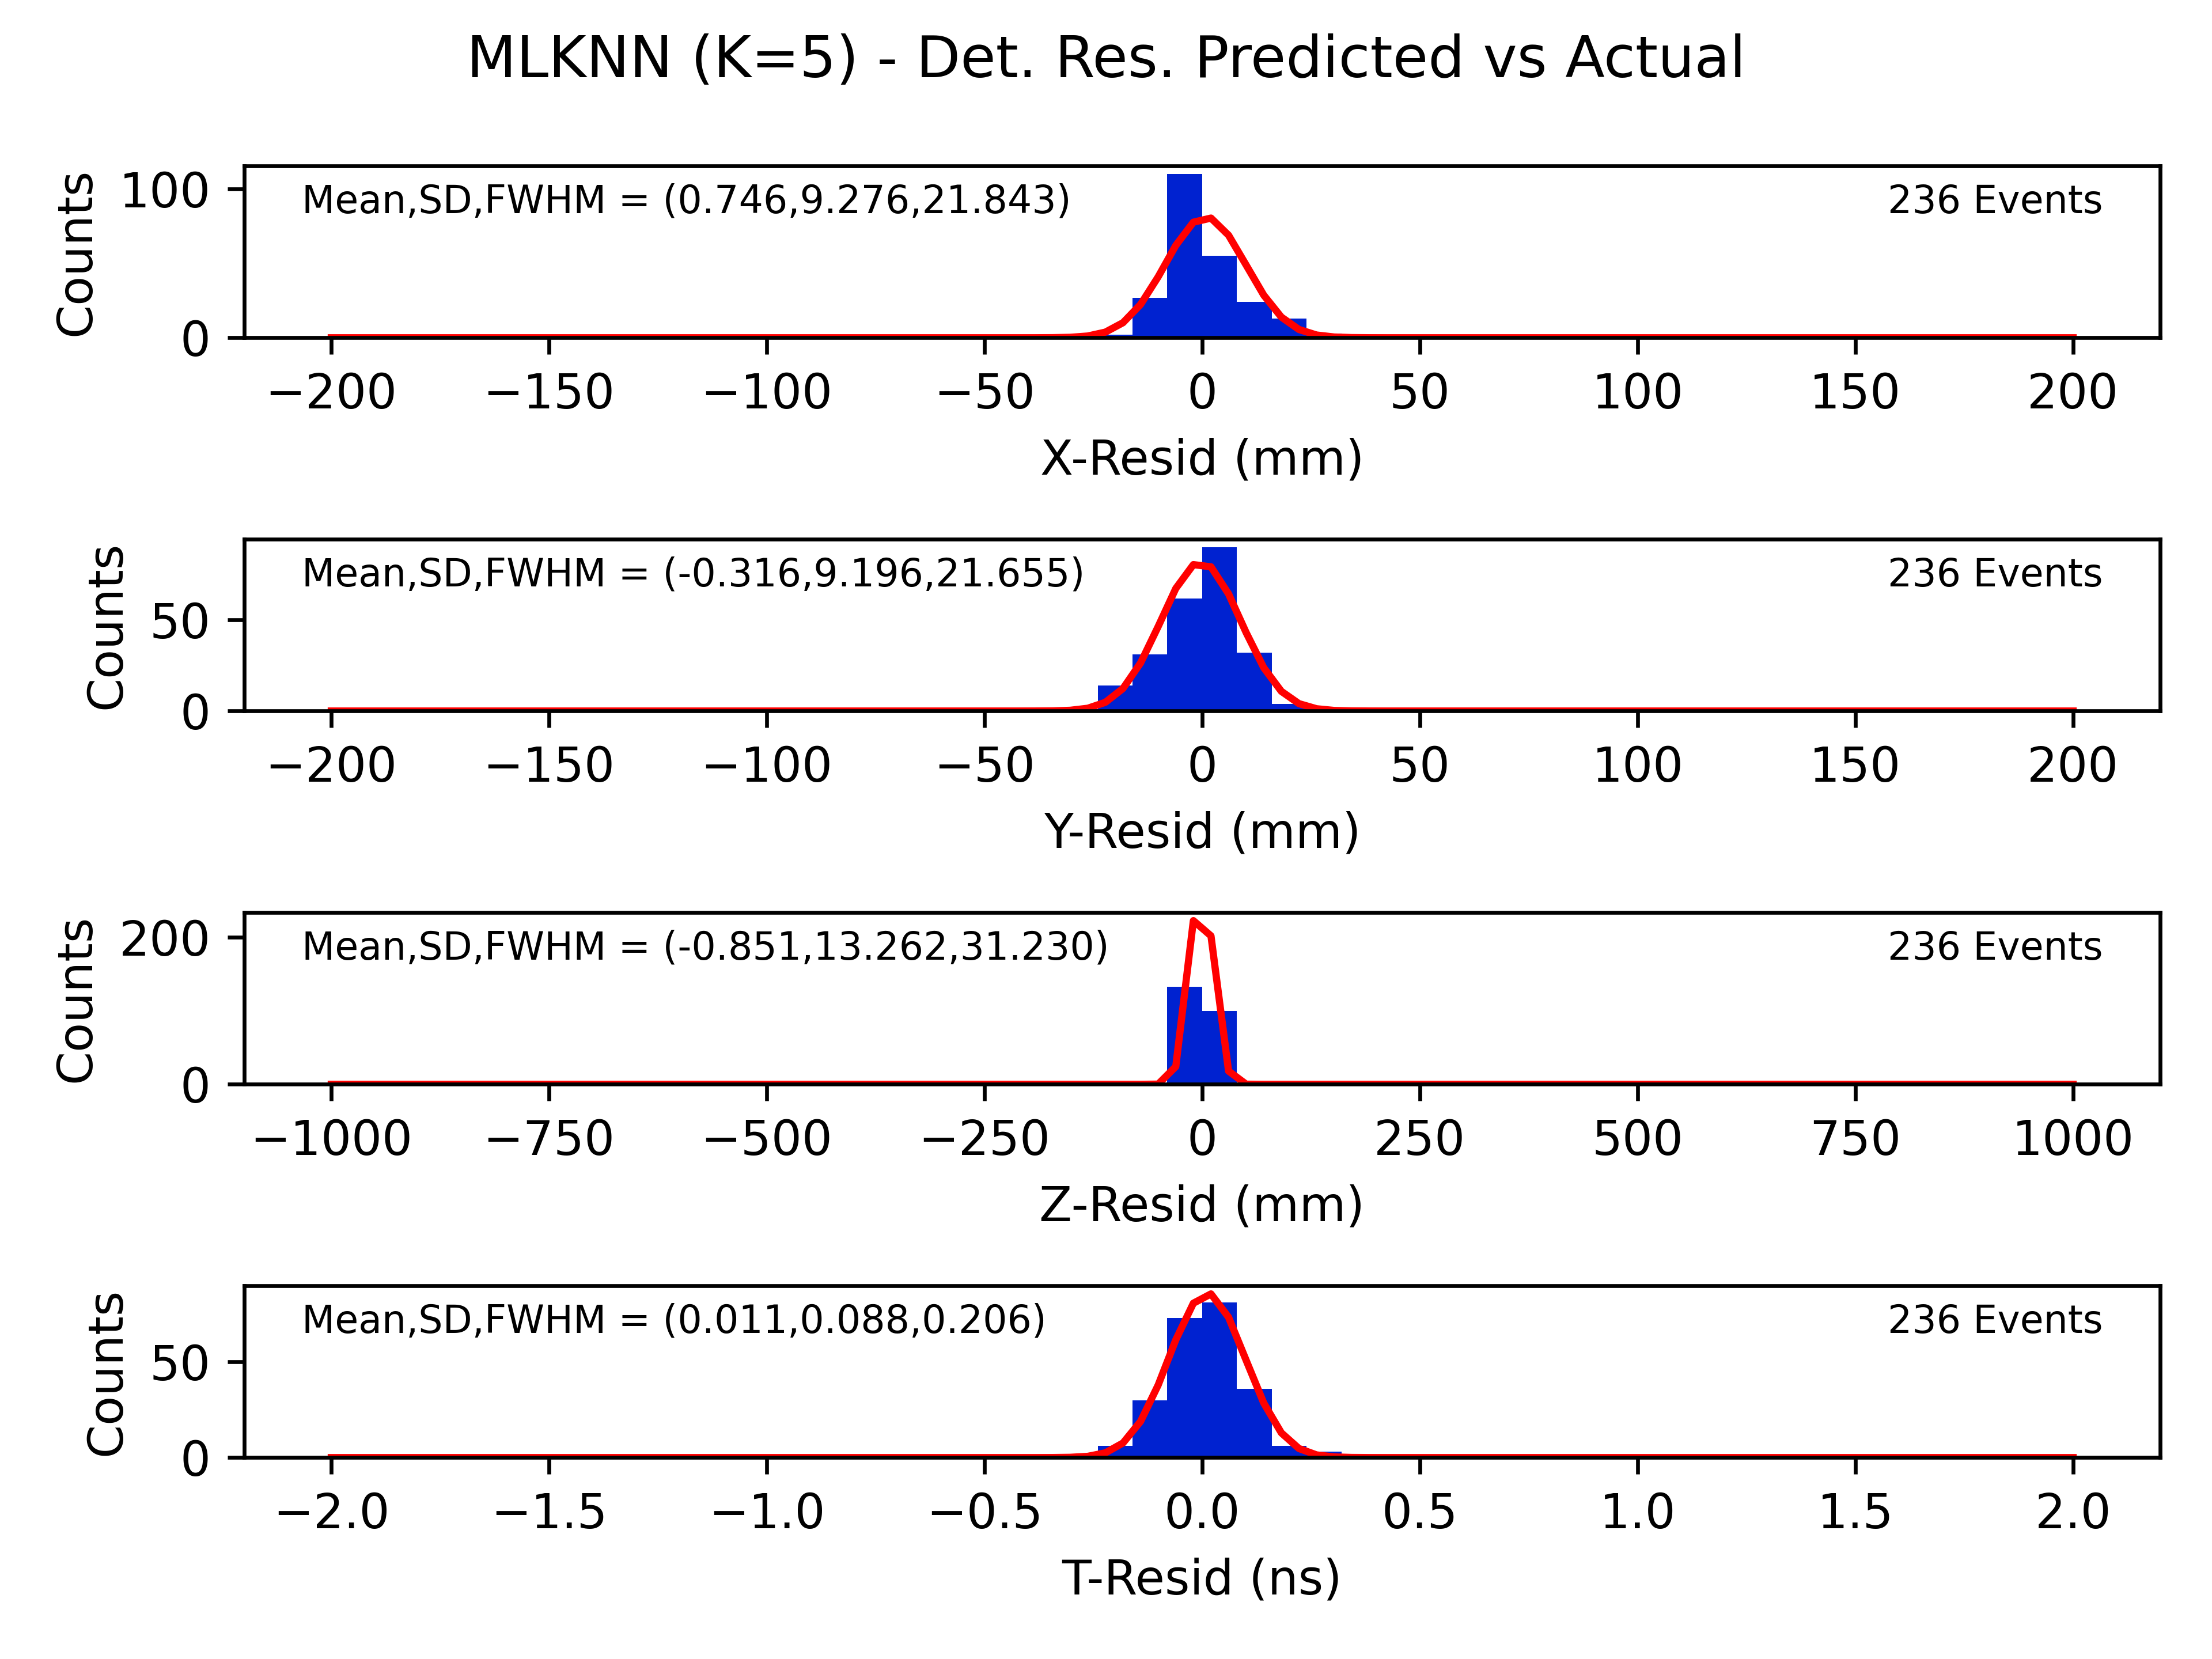 MLKNN (K=5) - Det. Res. Predicted vs Actual
Counts
100
0
Mean,SD,FWHM = (0.746,9.276,21.843)
236 Events
−200 −150 −100 −50 0 50 100 150 200
X-Resid (mm)
Counts
50
0
Mean,SD,FWHM = (-0.316,9.196,21.655)
236 Events
−200 −150 −100 −50 0 50 100 150 200
Y-Resid (mm)
Counts
200
0
Mean,SD,FWHM = (-0.851,13.262,31.230)
236 Events
−1000 −750 −500 −250 0 250 500 750 1000
Z-Resid (mm)
Counts
50
0
Mean,SD,FWHM = (0.011,0.088,0.206)
236 Events
−2.0 −1.5 −1.0 −0.5 0.0 0.5 1.0 1.5 2.0
T-Resid (ns)